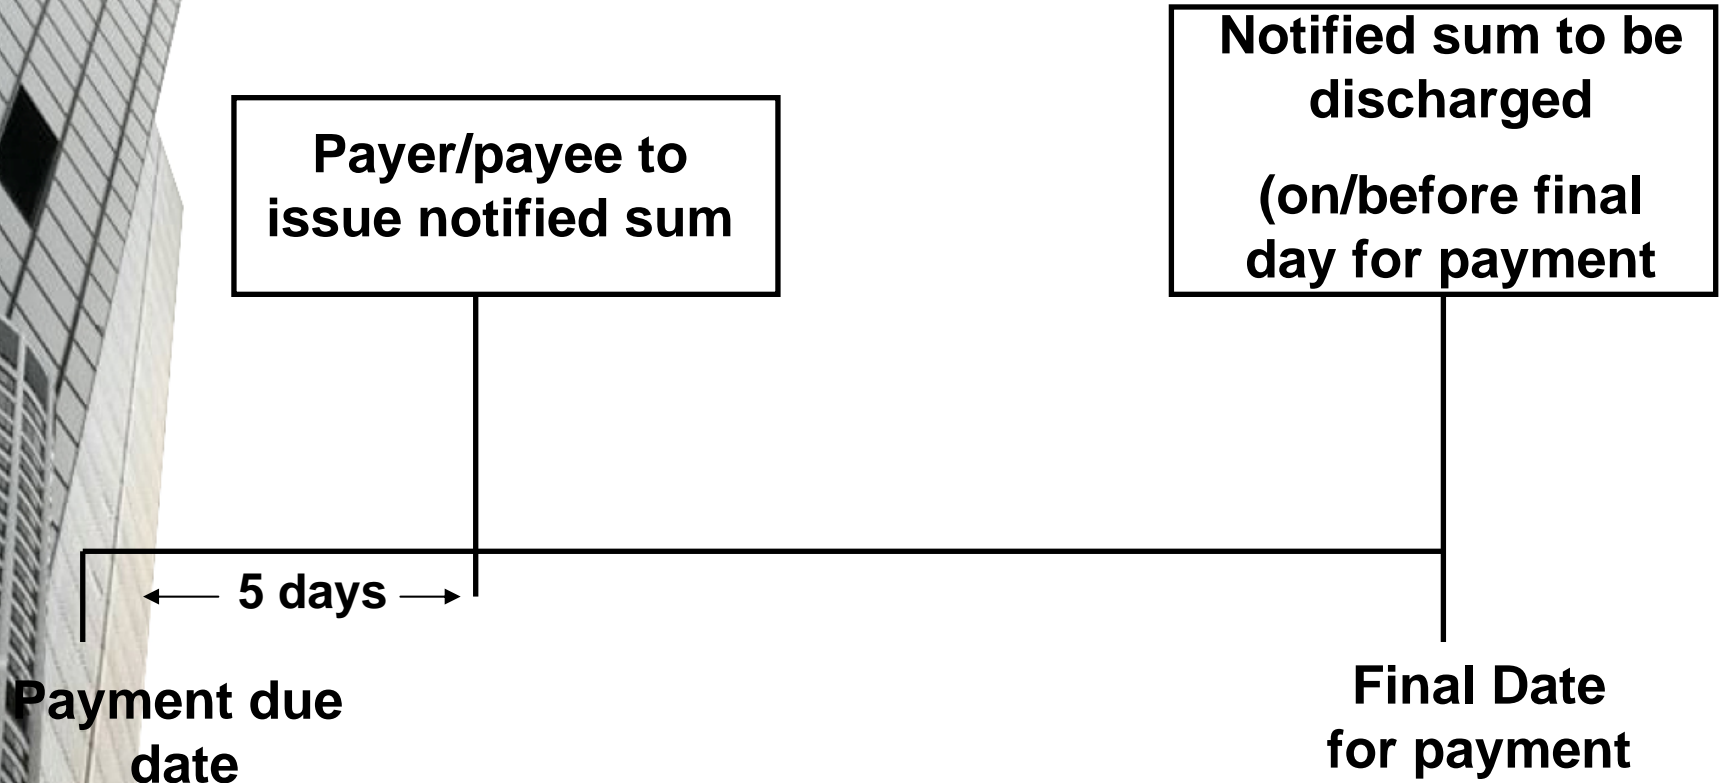 Notified sum to be
discharged
(on/before final
day for payment
Payer/payee to
issue notified sum
5 days
Payment due
date
Final Date
for payment